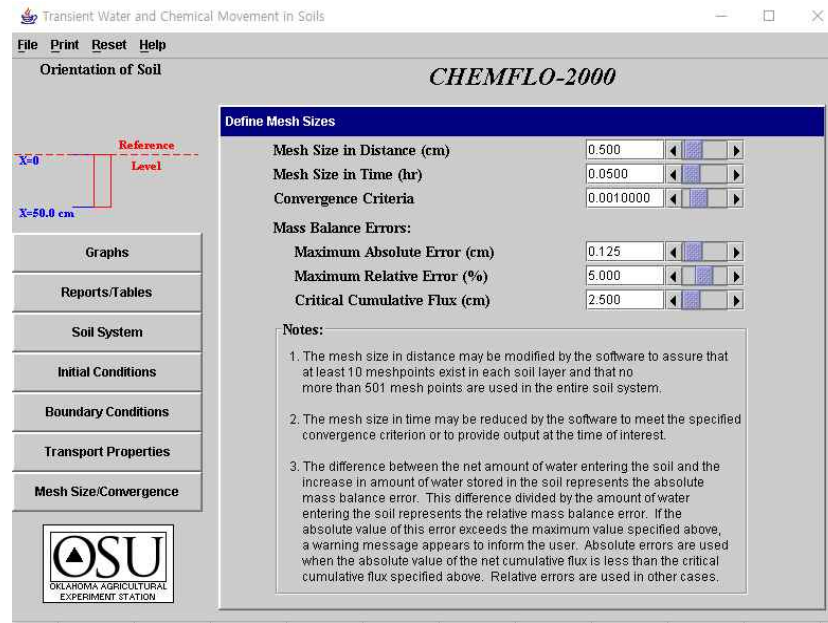 Transient Water and Chemical Movement in Soils
File Print Reset Help
Orientation of Soil
CHEMFLO-2000
Define Mesh Sizes
Reference
X=0
Level
X=50.0 cm
Mesh Size in Distance (cm) 0.500
Mesh Size in Time (hr) 0.0500
Convergence Criteria 0.0010000
Mass Balance Errors:
Maximum Absolute Error (cm) 0.125
Maximum Relative Error (%) 5.000
Critical Cumulative Flux (cm) 2.500
Graphs
Reports/Tables
Soil System
Initial Conditions
Boundary Conditions
Transport Properties
Mesh Size/Convergence
Notes:
1. The mesh size in distance may be modified by the software to assure that
at least 10 meshpoints exist in each soil layer and that no
more than 501 mesh points are used in the entire soil system.
2. The mesh size in time may be reduced by the software to meet the specified
convergence criterion or to provide output at the time of interest.
3. The difference between the net amount of water entering the soil and the
increase in amount of water stored in the soil represents the absolute
mass balance error. This difference divided by the amount of water
entering the soil represents the relative mass balance error. If the
absolute value of this error exceeds the maximum value specified above,
a warning message appears to inform the user. Absolute errors are used
when the absolute value of the net cumulative flux is less than the critical
cumulative flux specified above. Relative errors are used in other cases.
OSU
OKLAHOMA AGRICULTURAL
EXPERIMENT STATION